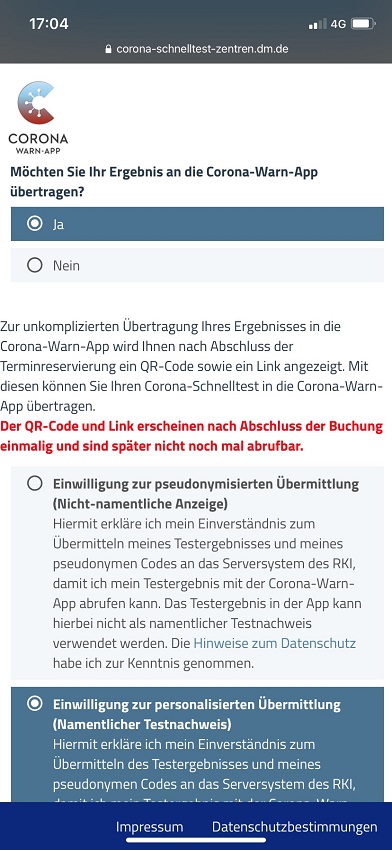 17:04
4G
corona-schnelltest-zentren.dm.de
CORONA
WARN-APP
Möchten Sie Ihr Ergebnis an die Corona-Warn-App
übertragen?
Ja
Nein
Zur unkomplizierten Übertragung Ihres Ergebnisses in die
Corona-Warn-App wird Ihnen nach Abschluss der
Terminreservierung ein QR-Code sowie ein Link angezeigt. Mit
diesen können Sie Ihren Corona-Schnelltest in die Corona-Warn-
App übertragen.
Der QR-Code und Link erscheinen nach Abschluss der Buchung
einmalig und sind später nicht noch mal abrufbar.
Einwilligung zur pseudonymisierten Übermittlung
(Nicht-namentliche Anzeige)
Hiermit erkläre ich mein Einverständnis zum
Übermitteln meines Testergebnisses und meines
pseudonymen Codes an das Serversystem des RKI,
damit ich mein Testergebnis mit der Corona-Warn-
App abrufen kann. Das Testergebnis in der App kann
hierbei nicht als namentlicher Testnachweis
verwendet werden. Die Hinweise zum Datenschutz
habe ich zur Kenntnis genommen.
Einwilligung zur personalisierten Übermittlung
(Namentlicher Testnachweis)
Hiermit erkläre ich mein Einverständnis zum
Übermitteln des Testergebnisses und meines
pseudonymen Codes an das Serversystem des RKI,
damit ich mein Testergebnis mit der Corona-Warn-
Impressum Datenschutzbestimmungen